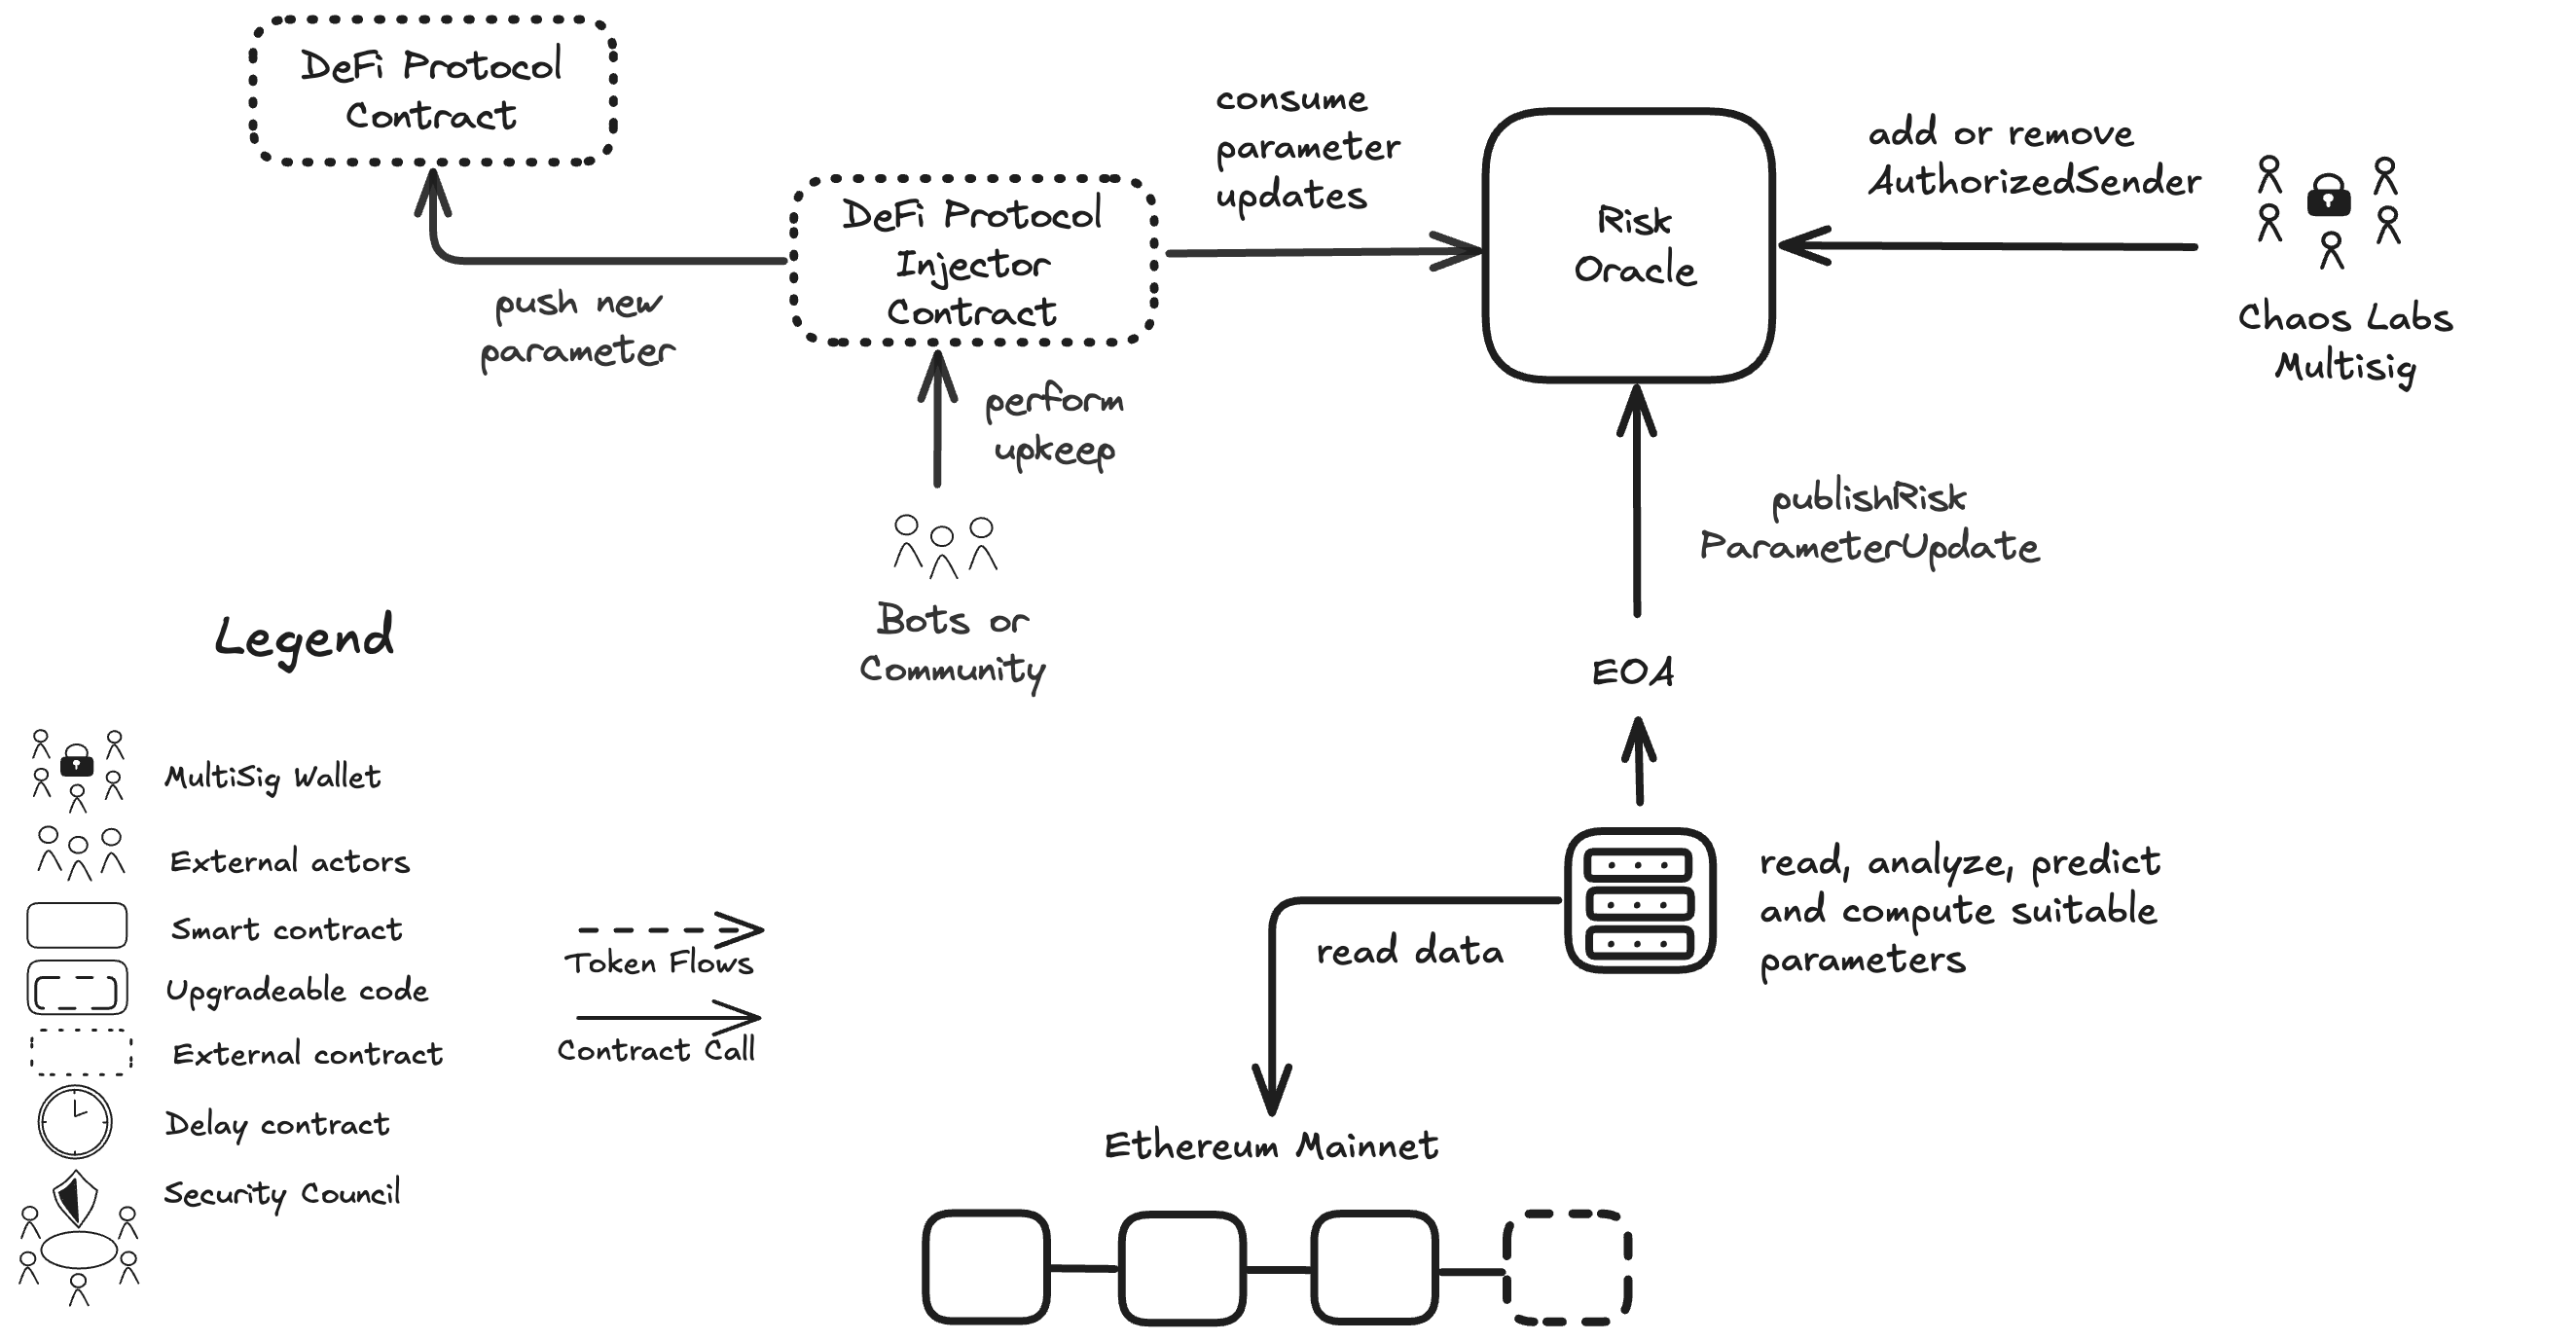 DeFi Protocol
Contract
push new
parameter
DeFi Protocol
Injector
Contract
consume
parameter
updates
Risk
Oracle
add or remove
AuthorizedSender
Chaos Labs
Multisig
perform
upkeep
Bots or
Community
publishRisk
ParameterUpdate
EOA
read, analyze, predict
and compute suitable
parameters
read data
Ethereum Mainnet
Legend
MultiSig Wallet
External actors
Smart contract
Upgradeable code
External contract
Delay contract
Security Council
Token Flows
Contract Call